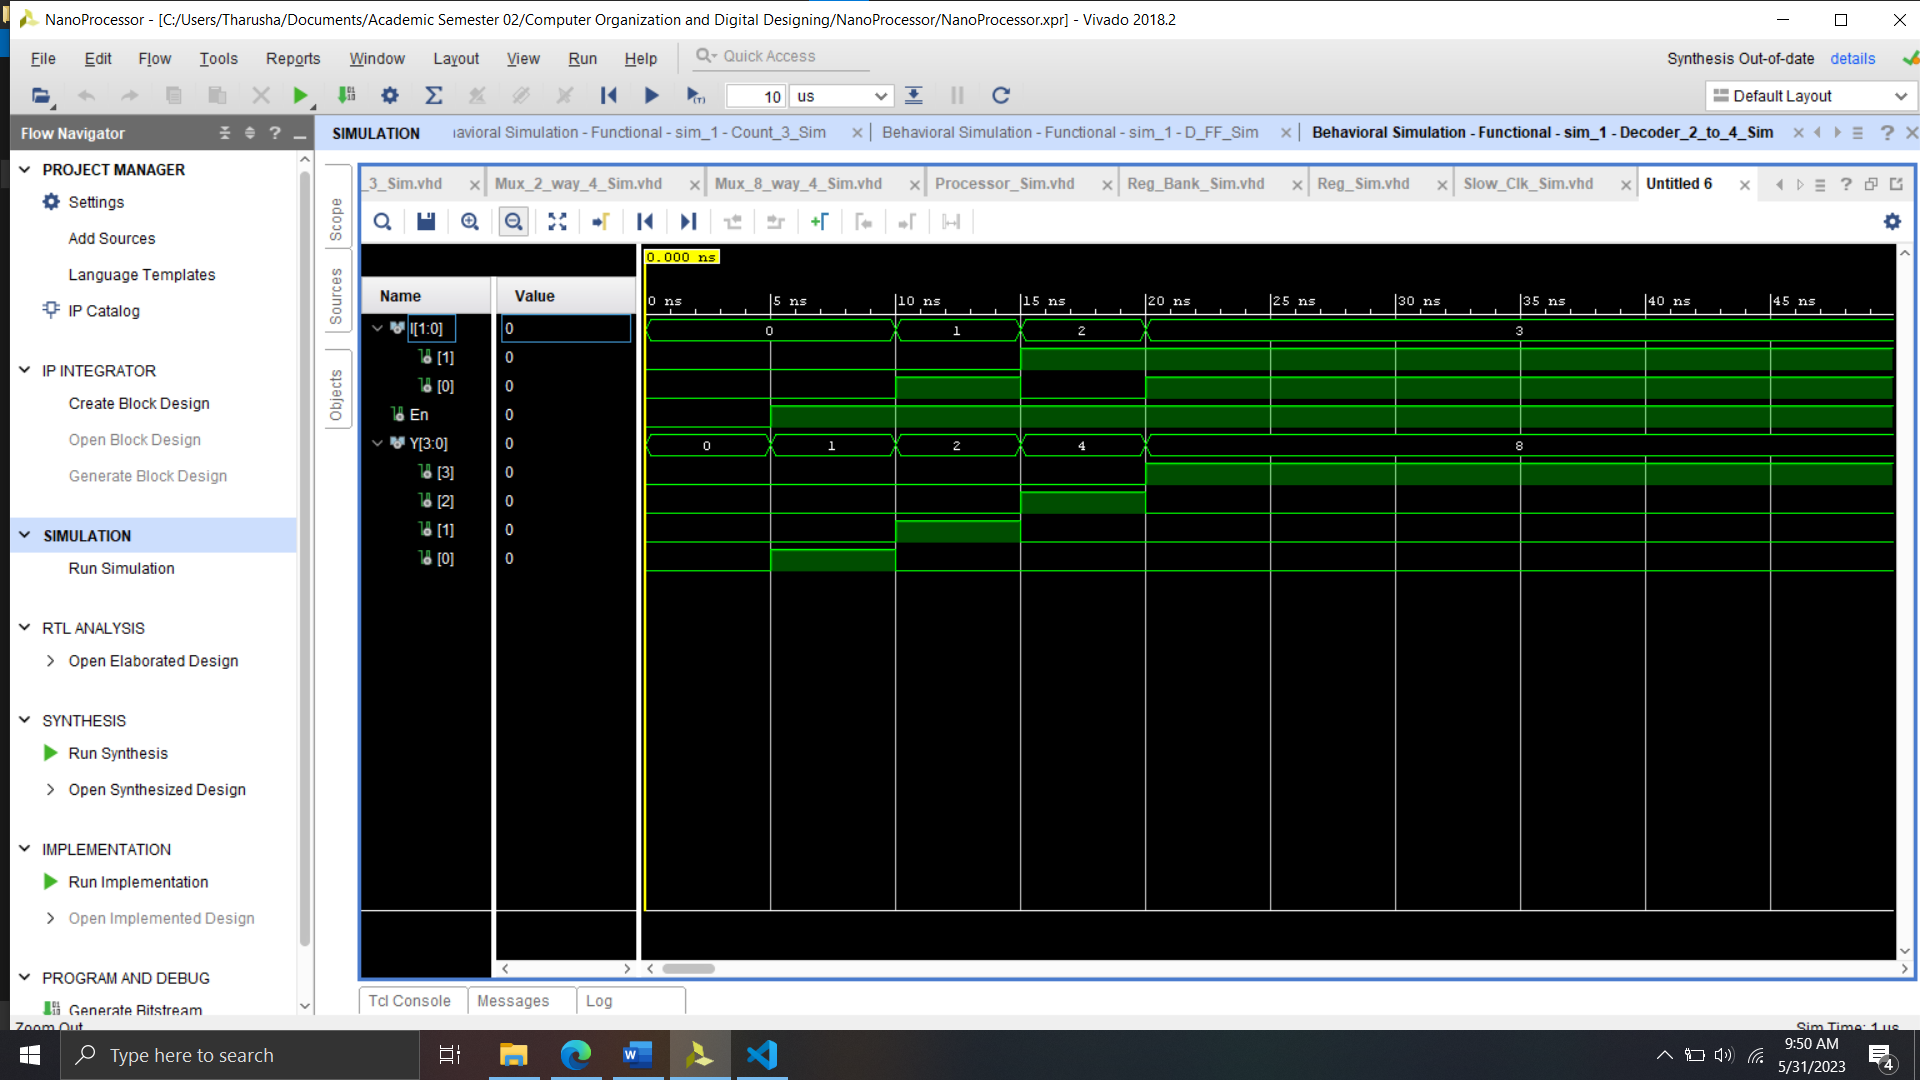 NanoProcessor - [C:/Users/Tharusha/Documents/Academic Semester 02/Computer Organization and Digital Designing/NanoProcessor/NanoProcessor.xpr] - Vivado 2018.2
File Edit Flow Tools Reports Window Layout View Run Help Quick Access
Synthesis Out-of-date details
10 us
Default Layout
Flow Navigator
SIMULATION
avioral Simulation - Functional - sim_1 - Count_3_Sim
Behavioral Simulation - Functional - sim_1 - D_FF_Sim
Behavioral Simulation - Functional - sim_1 - Decoder_2_to_4_Sim
PROJECT MANAGER
Settings
Add Sources
Language Templates
IP Catalog
IP INTEGRATOR
Create Block Design
Open Block Design
Generate Block Design
SIMULATION
Run Simulation
RTL ANALYSIS
Open Elaborated Design
SYNTHESIS
Run Synthesis
Open Synthesized Design
IMPLEMENTATION
Run Implementation
Open Implemented Design
PROGRAM AND DEBUG
Generate Bitstream
Zoom Out
Scope
Sources
Objects
_3_Sim.vhd Mux_2_way_4_Sim.vhd Mux_8_way_4_Sim.vhd Processor_Sim.vhd Reg_Bank_Sim.vhd Reg_Sim.vhd Slow_Clk_Sim.vhd Untitled 6
0.000 ns
Name Value
0 ns 5 ns 10 ns 15 ns 20 ns 25 ns 30 ns 35 ns 40 ns 45 ns
I[1:0] 0 0 1 2 3
[1] 0
[0] 0
En 0
Y[3:0] 0 0 1 2 4 8
[3] 0
[2] 0
[1] 0
[0] 0
Tcl Console Messages Log
Sim Time: 1 us
Type here to search
9:50 AM
5/31/2023
4